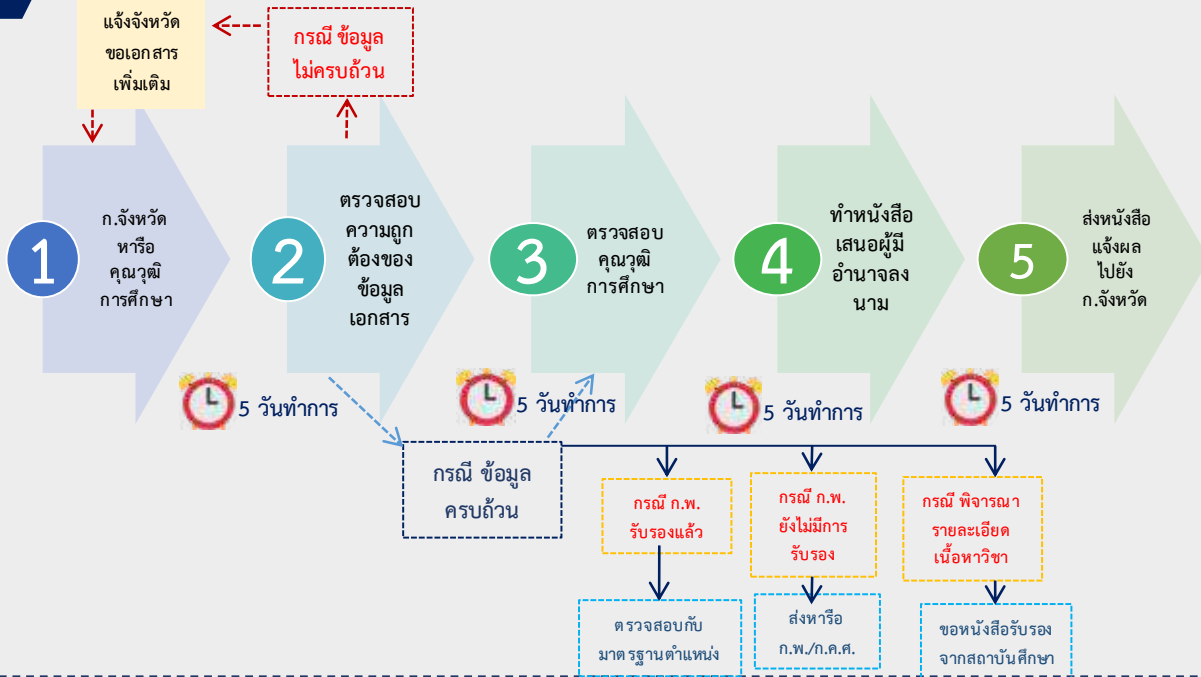 แจ้งจังหวัด
ขอเอกสาร
เพิ่มเติม
กรณี ข้อมูล
ไม่ครบถ้วน
1
ก.จังหวัด
หารือ
คุณวุฒิ
การศึกษา
2
ตรวจสอบ
ความถูก
ต้องของ
ข้อมูล
เอกสาร
3
ตรวจสอบ
คุณวุฒิ
การศึกษา
4
ทำหนังสือ
เสนอผู้มี
อำนาจลง
นาม
5
ส่งหนังสือ
แจ้งผล
ไปยัง
ก.จังหวัด
5 วันทำการ
5 วันทำการ
5 วันทำการ
5 วันทำการ
กรณี ข้อมูล
ครบถ้วน
กรณี ก.พ.
รับรองแล้ว
กรณี ก.พ.
ยังไม่มีการ
รับรอง
กรณี พิจารณา
รายละเอียด
เนื้อหาวิชา
ตรวจสอบกับ
มาตรฐานตำแหน่ง
ส่งหารือ
ก.พ./ก.ค.ศ.
ขอหนังสือรับรอง
จากสถาบันศึกษา